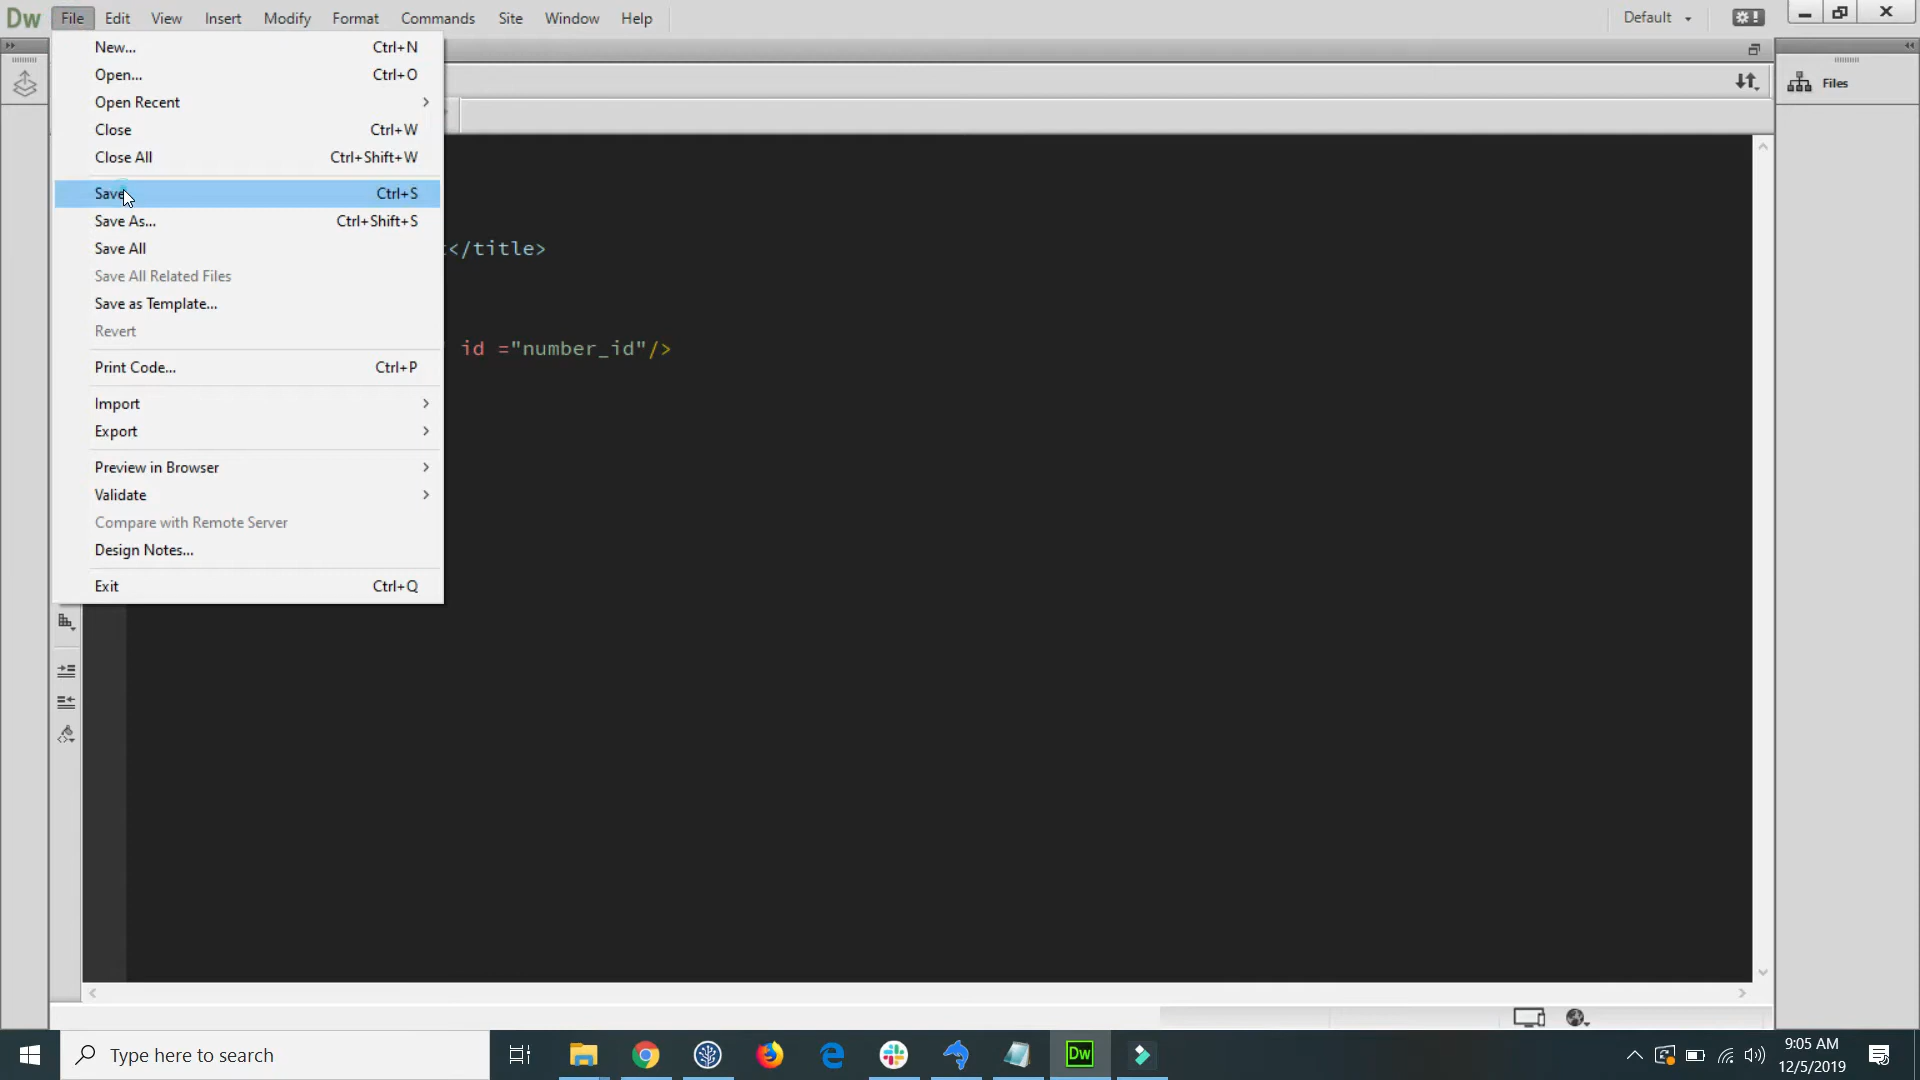 Dw File Edit View Insert Modify Format Commands Site Window Help Default
New... Ctrl+N
Open... Ctrl+O
Open Recent
Close Ctrl+W
Close All Ctrl+Shift+W
Save Ctrl+S
Save As... Ctrl+Shift+S
Save All
Save All Related Files
Save as Template...
Revert
Print Code... Ctrl+P
Import
Export
Preview in Browser
Validate
Compare with Remote Server
Design Notes...
Exit Ctrl+Q
Files
</title>
id ="number_id"/>
Type here to search
Dw
9:05 AM
12/5/2019